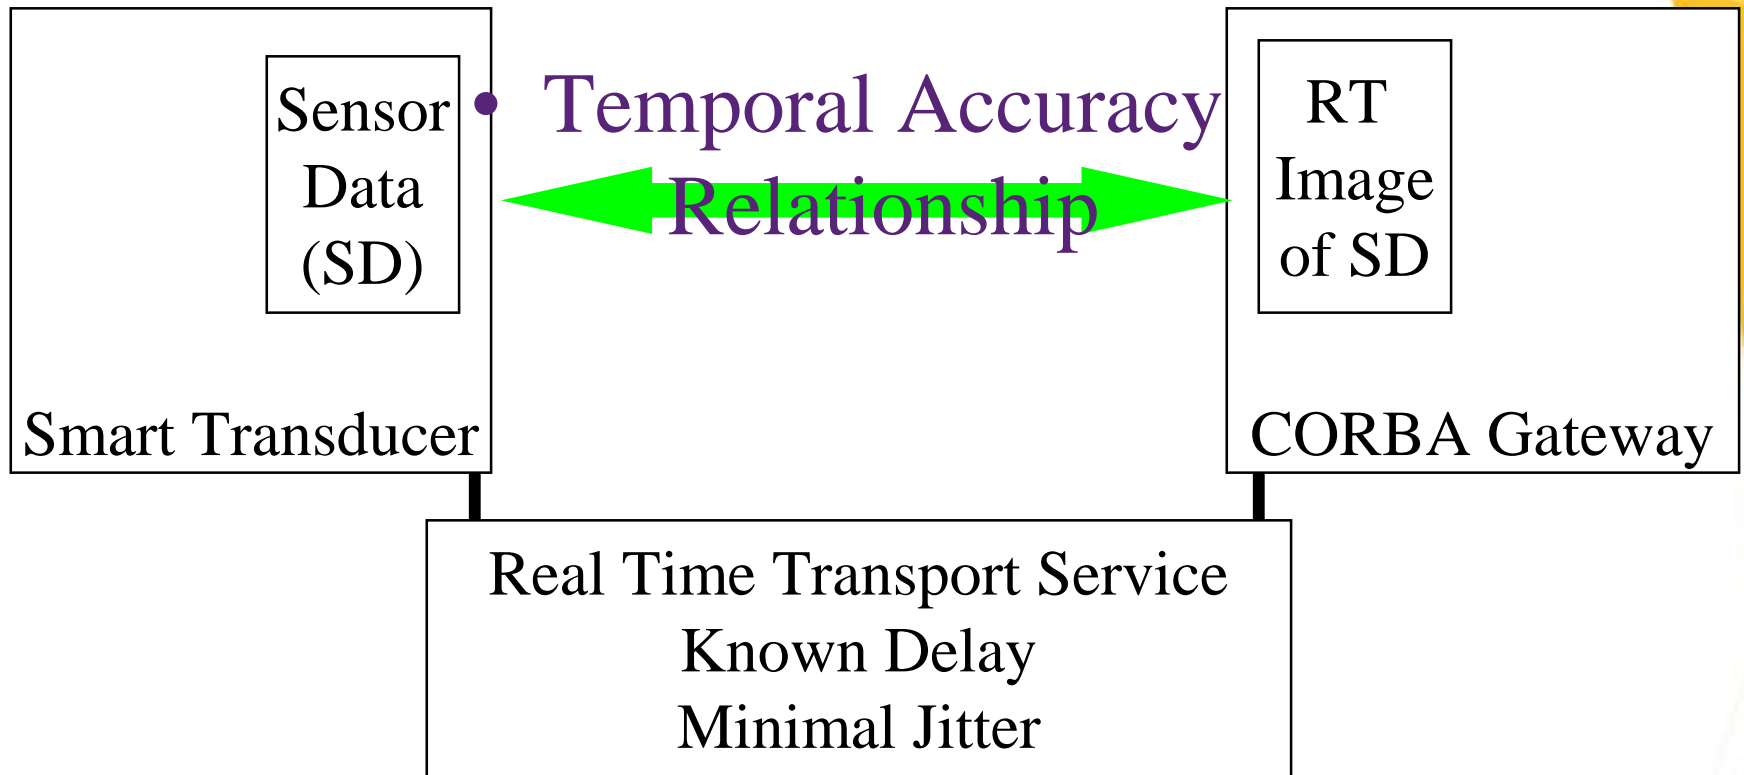 Sensor
Data
(SD)
• Temporal Accuracy
Relationship
RT
Image
of SD
Smart Transducer
CORBA Gateway
Real Time Transport Service
Known Delay
Minimal Jitter